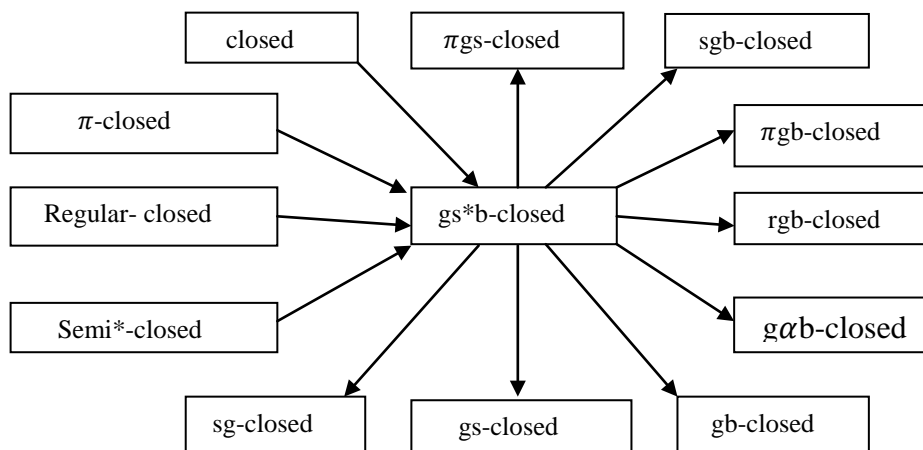 closed
πgs-closed
sgb-closed
π-closed
πgb-closed
Regular- closed
gs*b-closed
rgb-closed
Semi*-closed
gαb-closed
sg-closed
gs-closed
gb-closed